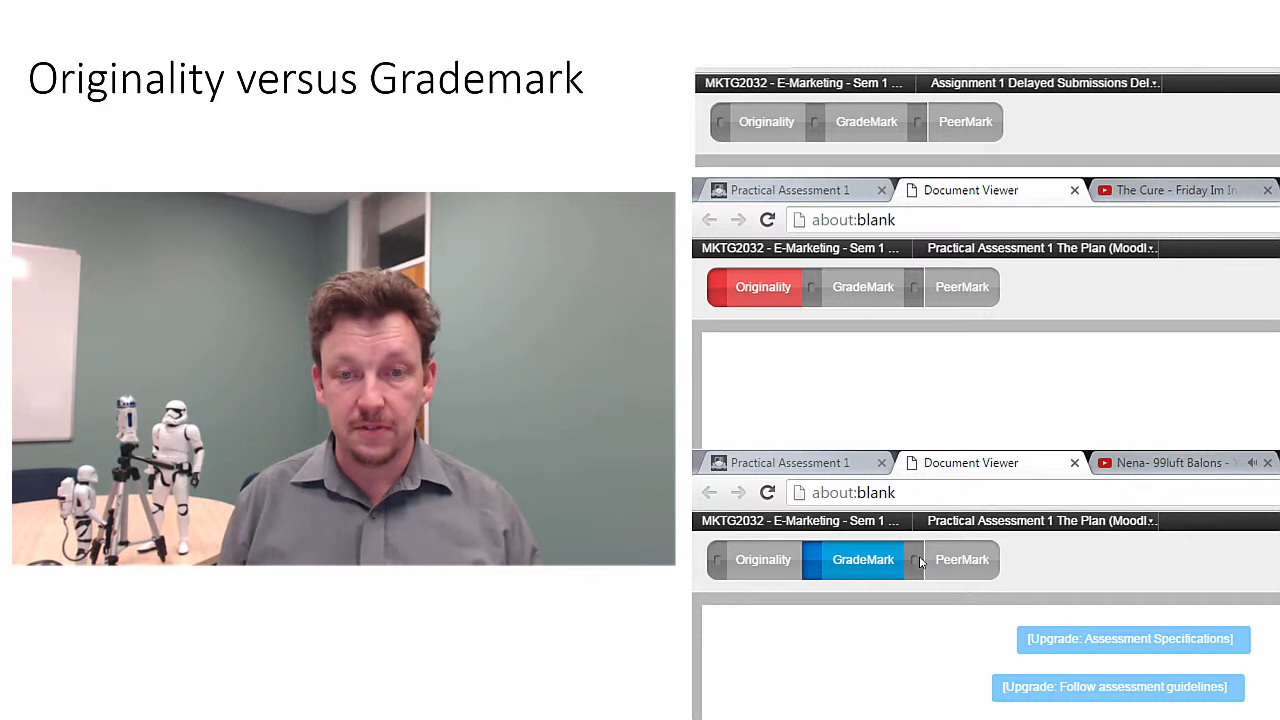 Originality versus Grademark
MKTG2032 - E-Marketing - Sem 1 ...
Assignment 1 Delayed Submissions Del...
Originality
GradeMark
PeerMark
Practical Assessment 1
Document Viewer
The Cure - Friday Im In
about:blank
MKTG2032 - E-Marketing - Sem 1 ...
Practical Assessment 1 The Plan (Moodl...
Originality
GradeMark
PeerMark
Practical Assessment 1
Document Viewer
Nena- 99luft Balons -
about:blank
MKTG2032 - E-Marketing - Sem 1 ...
Practical Assessment 1 The Plan (Moodl...
Originality
GradeMark
PeerMark
[Upgrade: Assessment Specifications]
[Upgrade: Follow assessment guidelines]